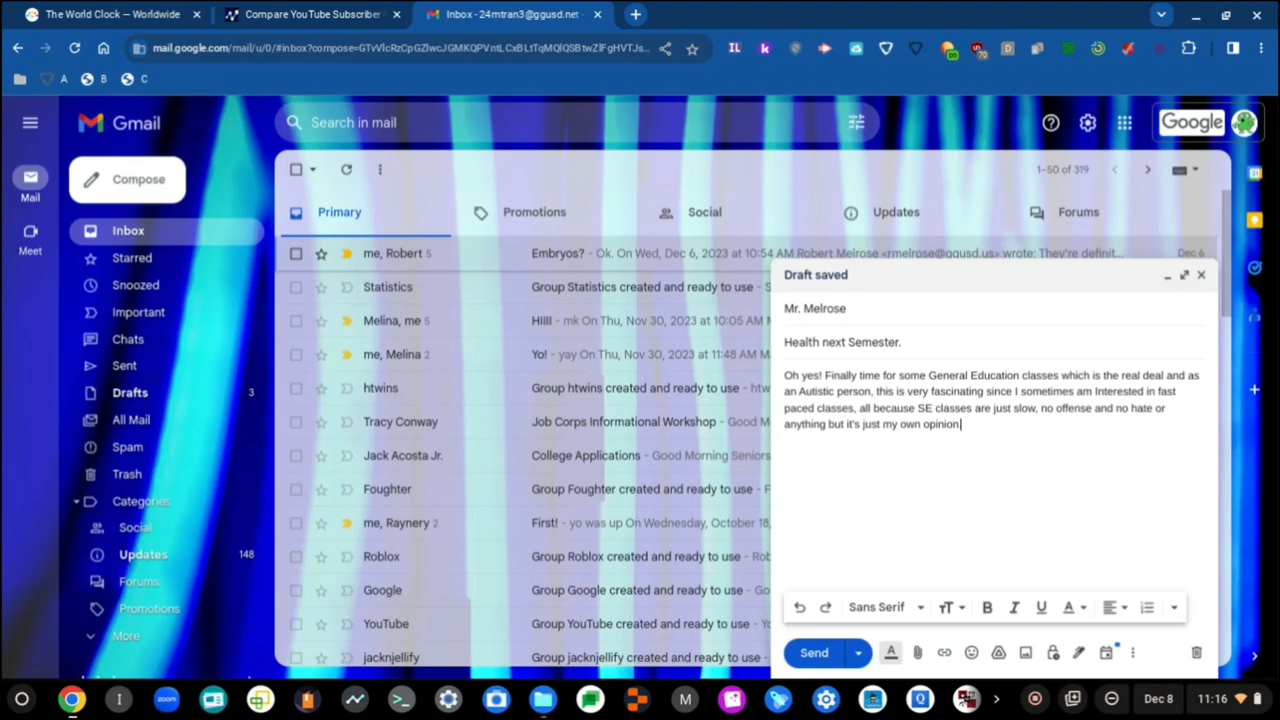 The World Clock — Worldwide
Compare YouTube Subscriber
Inbox - 24mtran3@ggusd.net -
mail.google.com/mail/u/0/#inbox?compose=
IL
k
on
70
D
A
B
C
Gmail
Search in mail
Google
Compose
Mail
Meet
1–50 of 319
Primary
Promotions
Social
Updates
Forums
Inbox
Starred
Snoozed
Important
Chats
Sent
Drafts 3
All Mail
Spam
Trash
Categories
Social
Updates 148
Forums
Promotions
More
me, Robert 5 Embryos? - Ok. On Wed, Dec 6, 2023 at 10:54 AM Robert Melrose <rmelrose@ggusd.us> wrote: They're definit... Dec 6
Statistics Group Statistics created and ready to use - S
Melina, me 5 HIIII - mk On Thu, Nov 30, 2023 at 10:05 AM
me, Melina 2 Yo! - yay On Thu, Nov 30, 2023 at 11:48 AM M
htwins Group htwins created and ready to use - htw
Tracy Conway Job Corps Informational Workshop - Good M
Jack Acosta Jr. College Applications - Good Morning Seniors
Foughter Group Foughter created and ready to use - F
me, Raynery 2 First! - yo was up On Wednesday, October 18,
Roblox Group Roblox created and ready to use - Rob
Google Group Google created and ready to use - Go
YouTube Group YouTube created and ready to use - Yo
jacknjellify Group jacknjellify created and ready to use
Draft saved
Mr. Melrose
Health next Semester.
Oh yes! Finally time for some General Education classes which is the real deal and as
an Autistic person, this is very fascinating since I sometimes am Interested in fast
paced classes, all because SE classes are just slow, no offense and no hate or
anything but it's just my own opinion
Sans Serif
B I U A
Send
A
I
zoom
M
Q
Dec 8
11:16